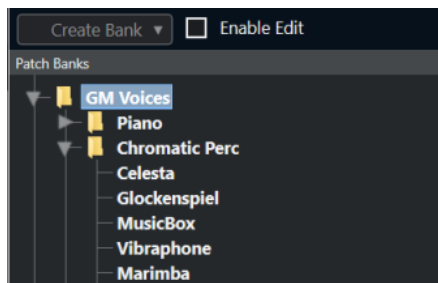 Create Bank
Enable Edit
Patch Banks
GM Voices
Piano
Chromatic Perc
Celesta
Glockenspiel
MusicBox
Vibraphone
Marimba